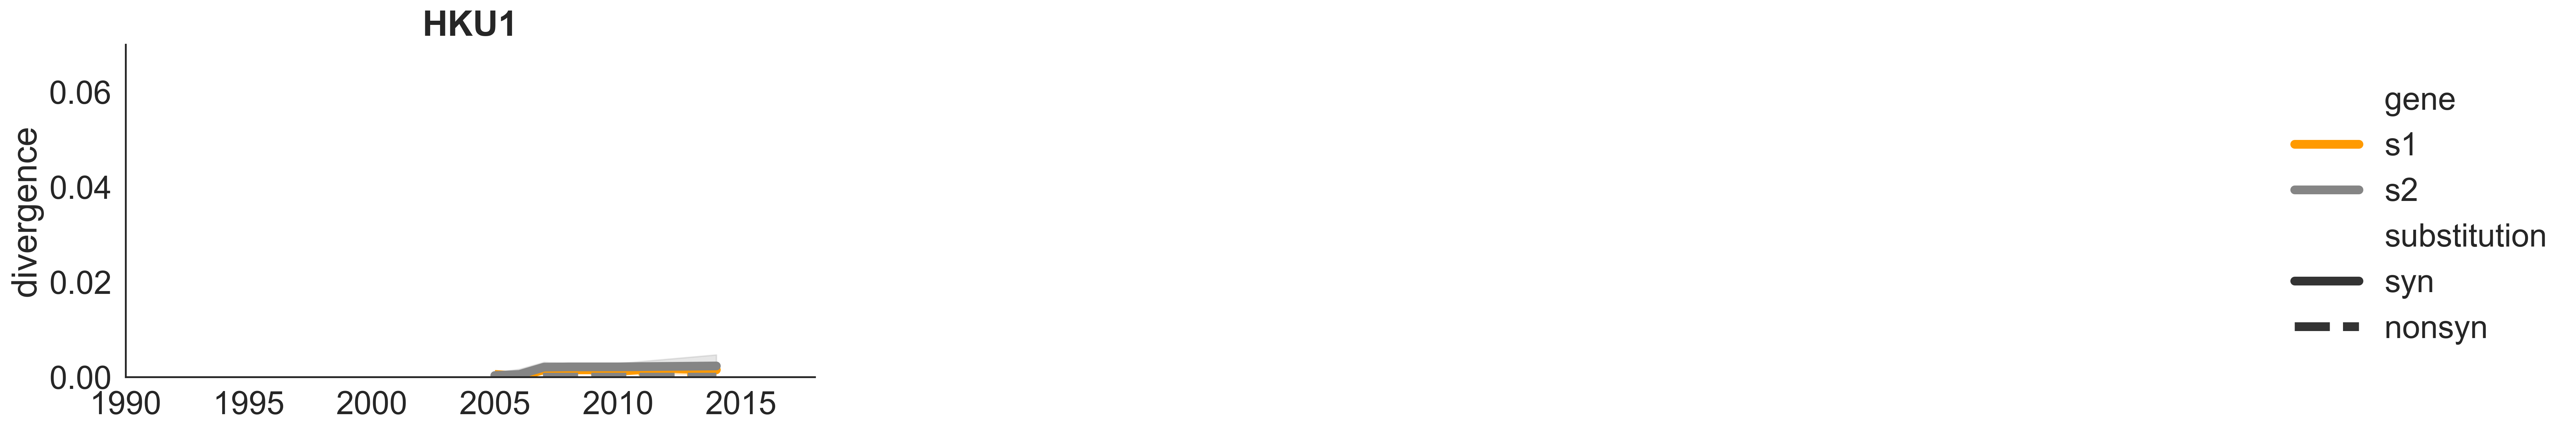 HKU1
0.06
0.04
0.02
0.00
divergence
1990 1995 2000 2005 2010 2015
gene
s1
s2
substitution
syn
nonsyn